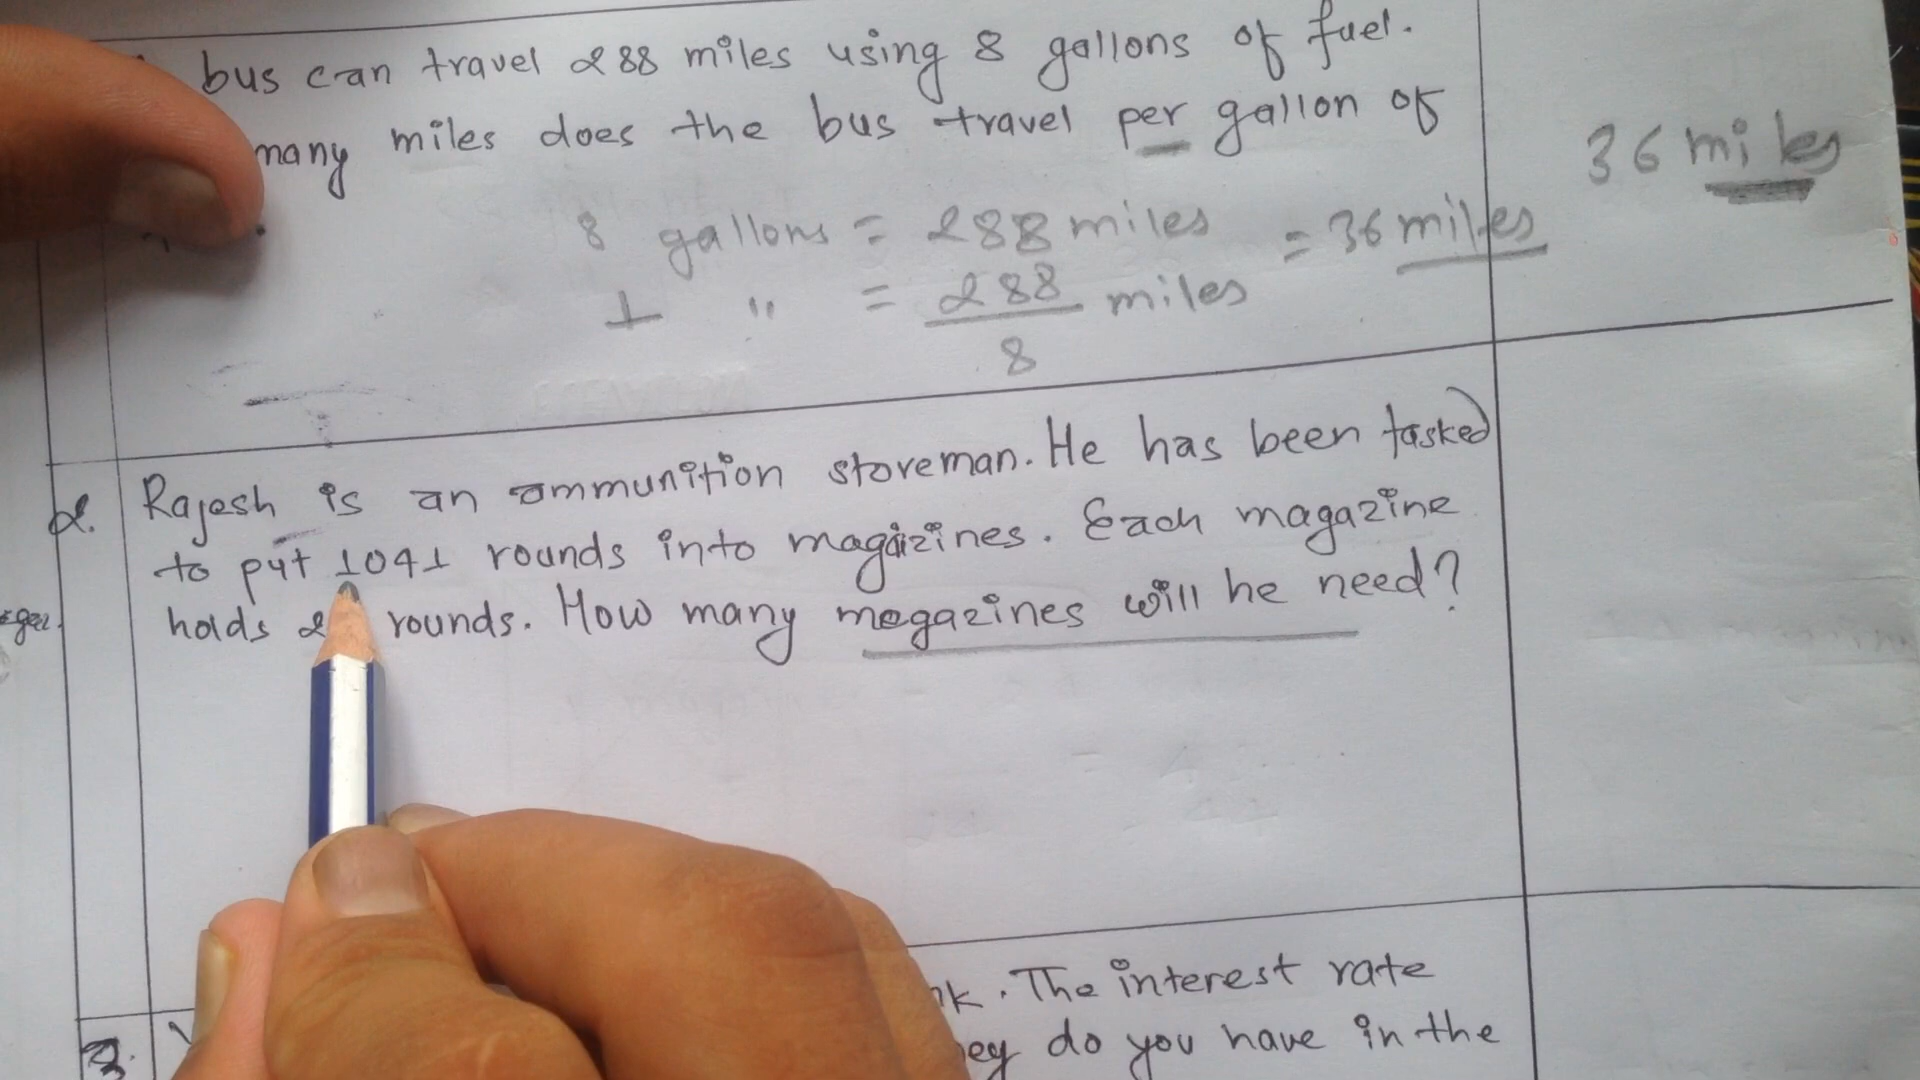 bus can travel 288 miles using 8 gallons of fuel.
many miles does the bus travel per gallon of
36 miles
8 gallons = 288 miles = 36 miles
1 " = 288 miles
8
2. Rajesh is an ammunition storeman. He has been tasked
to put 1041 rounds into magazines. Each magazine
holds 2 rounds. How many megazines will he need?
3.
. The interest rate
do you have in the